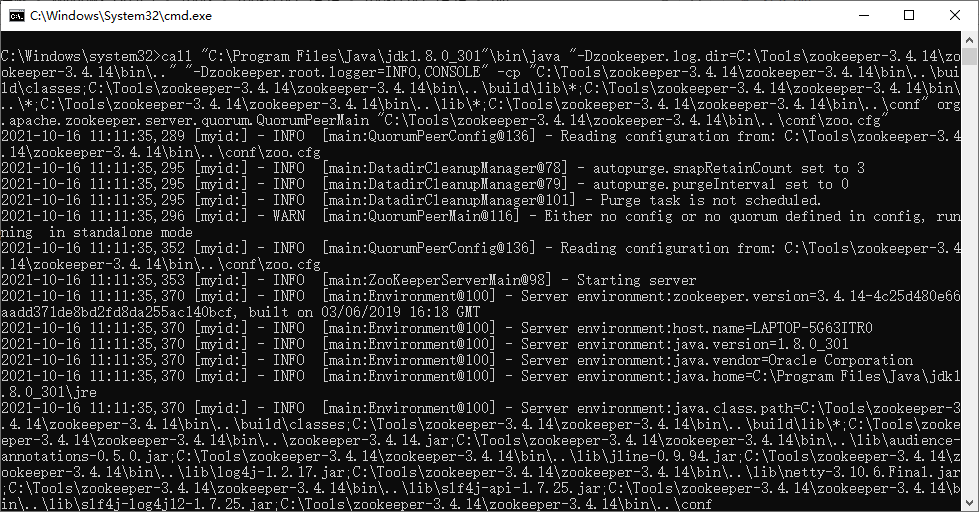 C:\Windows\System32\cmd.exe
C:\Windows\system32>call "C:\Program Files\Java\jdk1.8.0_301"\bin\java "-Dzookeeper.log.dir=C:\Tools\zookeeper-3.4.14\zo
okeeper-3.4.14\bin\.." "-Dzookeeper.root.logger=INFO,CONSOLE" -cp "C:\Tools\zookeeper-3.4.14\zookeeper-3.4.14\bin\..\bui
ld\classes;C:\Tools\zookeeper-3.4.14\zookeeper-3.4.14\bin\..\build\lib\*;C:\Tools\zookeeper-3.4.14\zookeeper-3.4.14\bin\
..\*;C:\Tools\zookeeper-3.4.14\zookeeper-3.4.14\bin\..\lib\*;C:\Tools\zookeeper-3.4.14\zookeeper-3.4.14\bin\..\conf" org
.apache.zookeeper.server.quorum.QuorumPeerMain "C:\Tools\zookeeper-3.4.14\zookeeper-3.4.14\bin\..\conf\zoo.cfg"
2021-10-16 11:11:35,289 [myid:] - INFO  [main:QuorumPeerConfig@136] - Reading configuration from: C:\Tools\zookeeper-3.4
.14\zookeeper-3.4.14\bin\..\conf\zoo.cfg
2021-10-16 11:11:35,295 [myid:] - INFO  [main:DatadirCleanupManager@78] - autopurge.snapRetainCount set to 3
2021-10-16 11:11:35,295 [myid:] - INFO  [main:DatadirCleanupManager@79] - autopurge.purgeInterval set to 0
2021-10-16 11:11:35,295 [myid:] - INFO  [main:DatadirCleanupManager@101] - Purge task is not scheduled.
2021-10-16 11:11:35,296 [myid:] - WARN  [main:QuorumPeerMain@116] - Either no config or no quorum defined in config, run
ning  in standalone mode
2021-10-16 11:11:35,352 [myid:] - INFO  [main:QuorumPeerConfig@136] - Reading configuration from: C:\Tools\zookeeper-3.4
.14\zookeeper-3.4.14\bin\..\conf\zoo.cfg
2021-10-16 11:11:35,353 [myid:] - INFO  [main:ZooKeeperServerMain@98] - Starting server
2021-10-16 11:11:35,370 [myid:] - INFO  [main:Environment@100] - Server environment:zookeeper.version=3.4.14-4c25d480e66
aadd371de8bd2fd8da255ac140bcf, built on 03/06/2019 16:18 GMT
2021-10-16 11:11:35,370 [myid:] - INFO  [main:Environment@100] - Server environment:host.name=LAPTOP-5G63ITR0
2021-10-16 11:11:35,370 [myid:] - INFO  [main:Environment@100] - Server environment:java.version=1.8.0_301
2021-10-16 11:11:35,370 [myid:] - INFO  [main:Environment@100] - Server environment:java.vendor=Oracle Corporation
2021-10-16 11:11:35,370 [myid:] - INFO  [main:Environment@100] - Server environment:java.home=C:\Program Files\Java\jdk1
.8.0_301\jre
2021-10-16 11:11:35,370 [myid:] - INFO  [main:Environment@100] - Server environment:java.class.path=C:\Tools\zookeeper-3
.4.14\zookeeper-3.4.14\bin\..\build\classes;C:\Tools\zookeeper-3.4.14\zookeeper-3.4.14\bin\..\build\lib\*;C:\Tools\zooke
eper-3.4.14\zookeeper-3.4.14\bin\..\zookeeper-3.4.14.jar;C:\Tools\zookeeper-3.4.14\zookeeper-3.4.14\bin\..\lib\audience-
annotations-0.5.0.jar;C:\Tools\zookeeper-3.4.14\zookeeper-3.4.14\bin\..\lib\jline-0.9.94.jar;C:\Tools\zookeeper-3.4.14\z
ookeeper-3.4.14\bin\..\lib\log4j-1.2.17.jar;C:\Tools\zookeeper-3.4.14\zookeeper-3.4.14\bin\..\lib\netty-3.10.6.Final.jar
;C:\Tools\zookeeper-3.4.14\zookeeper-3.4.14\bin\..\lib\slf4j-api-1.7.25.jar;C:\Tools\zookeeper-3.4.14\zookeeper-3.4.14\b
in\..\lib\slf4j-log4j12-1.7.25.jar;C:\Tools\zookeeper-3.4.14\zookeeper-3.4.14\bin\..\conf